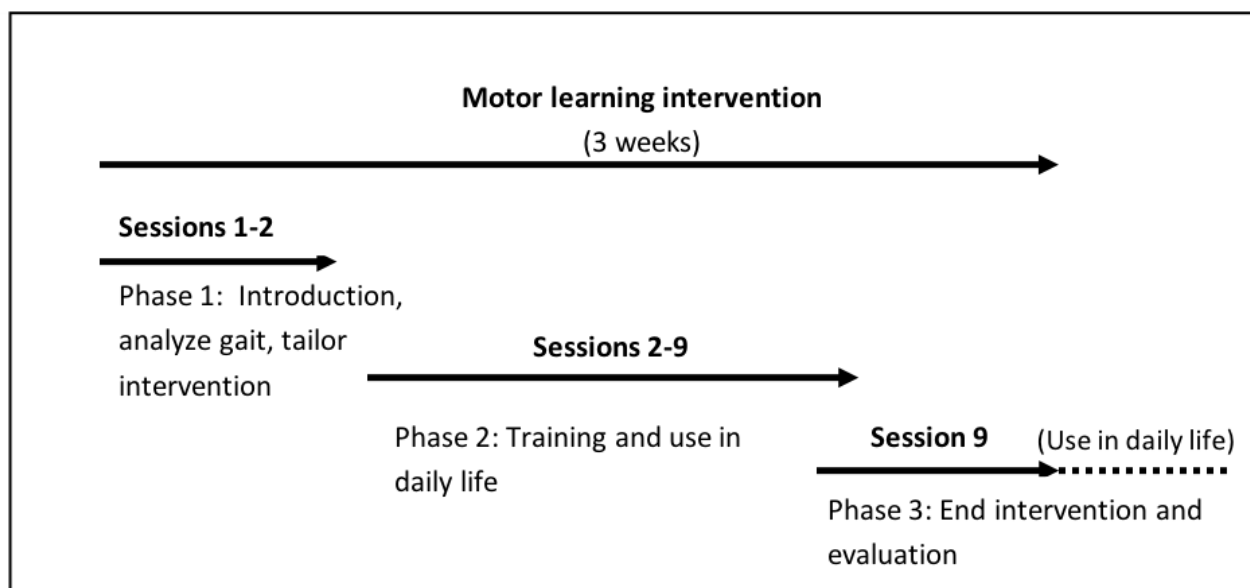 Motor learning intervention
(3 weeks)
Sessions 1-2
Phase 1:  Introduction,
analyze gait, tailor
intervention
Sessions 2-9
Phase 2: Training and use in
daily life
Session 9
(Use in daily life)
Phase 3: End intervention and
evaluation